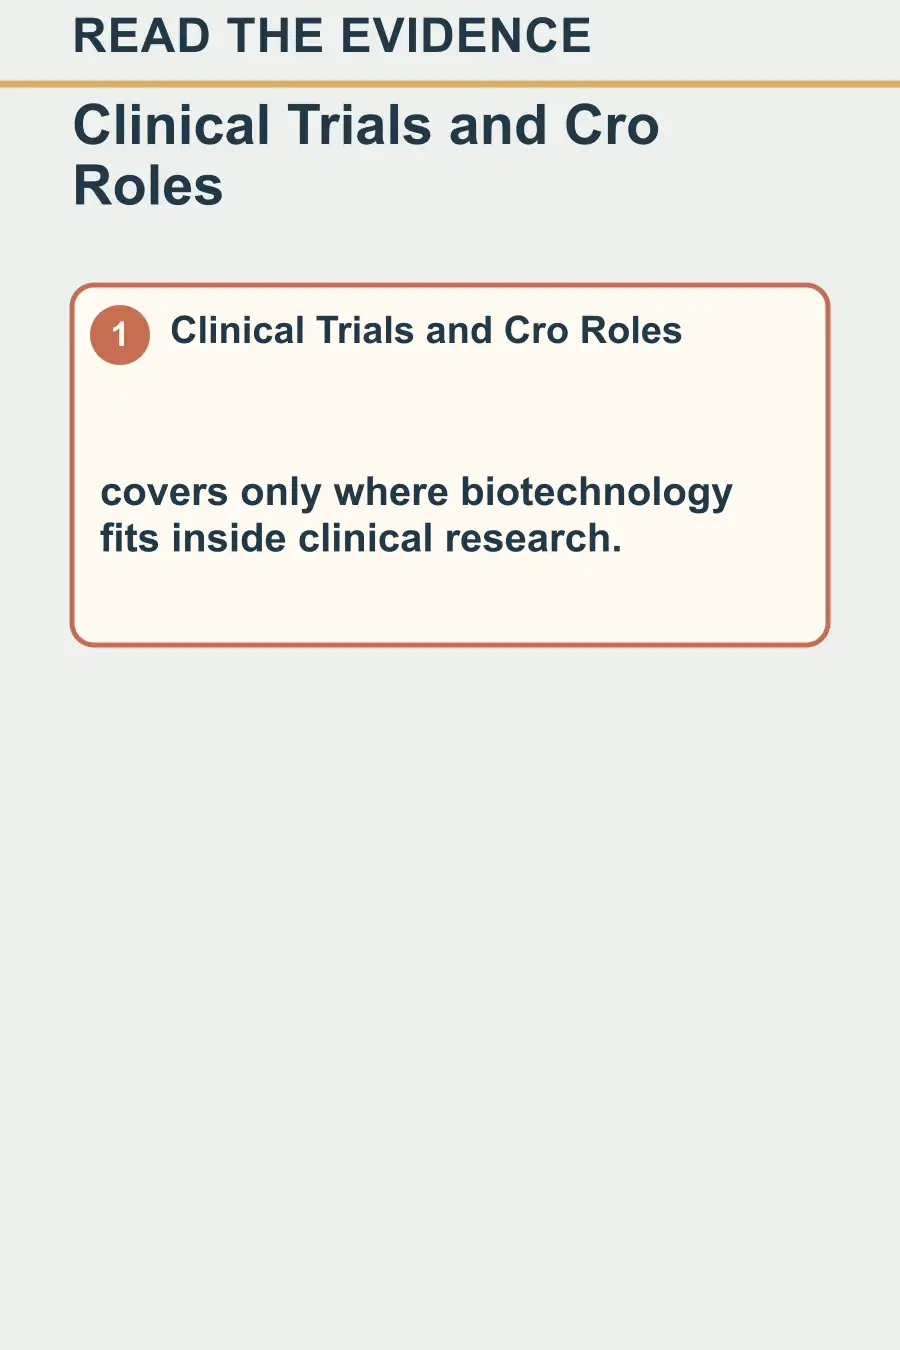 READ THE EVIDENCE
Clinical Trials and Cro
Roles
1 Clinical Trials and Cro Roles
covers only where biotechnology
fits inside clinical research.